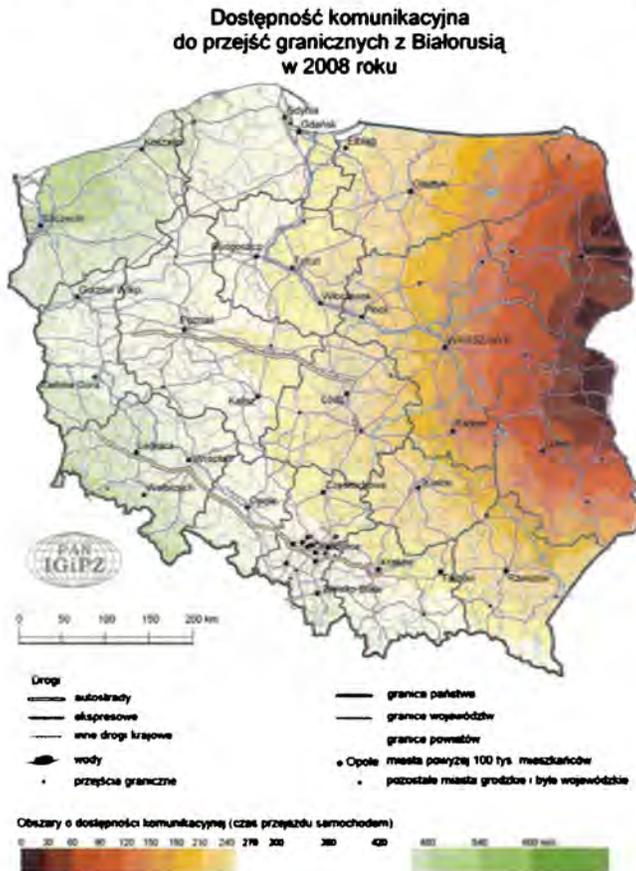 Dostępność komunikacyjna
do przejść granicznych z Białorusią
w 2008 roku
Gdynia
Gdańsk
Koszalin
Elbląg
Szczecin
Olsztyn
Bydgoszcz
Toruń
Gorzów Wlkp.
Włocławek
Płock
Poznań
WARSZAWA
Zielona Góra
Kalisz
Łódź
Radom
Legnica
Wrocław
Lublin
Wałbrzych
Częstochowa
Kielce
Opole
Kraków
Tarnów
Rzeszów
Bielsko-Biała
PAN
IGiPZ
0 50 100 150 200 km
Drogi
autostrady
ekspresowe
inne drogi krajowe
wody
przejścia graniczne
granica państwa
granice województw
granice powiatów
Opole miasta powyżej 100 tys. mieszkańców
pozostałe miasta grodzkie i byłe wojewódzkie
Obszary o dostępności komunikacyjnej (czas przejazdu samochodem)
0 30 60 90 120 150 180 210 240 270 300 360 420 480 540 600 min.